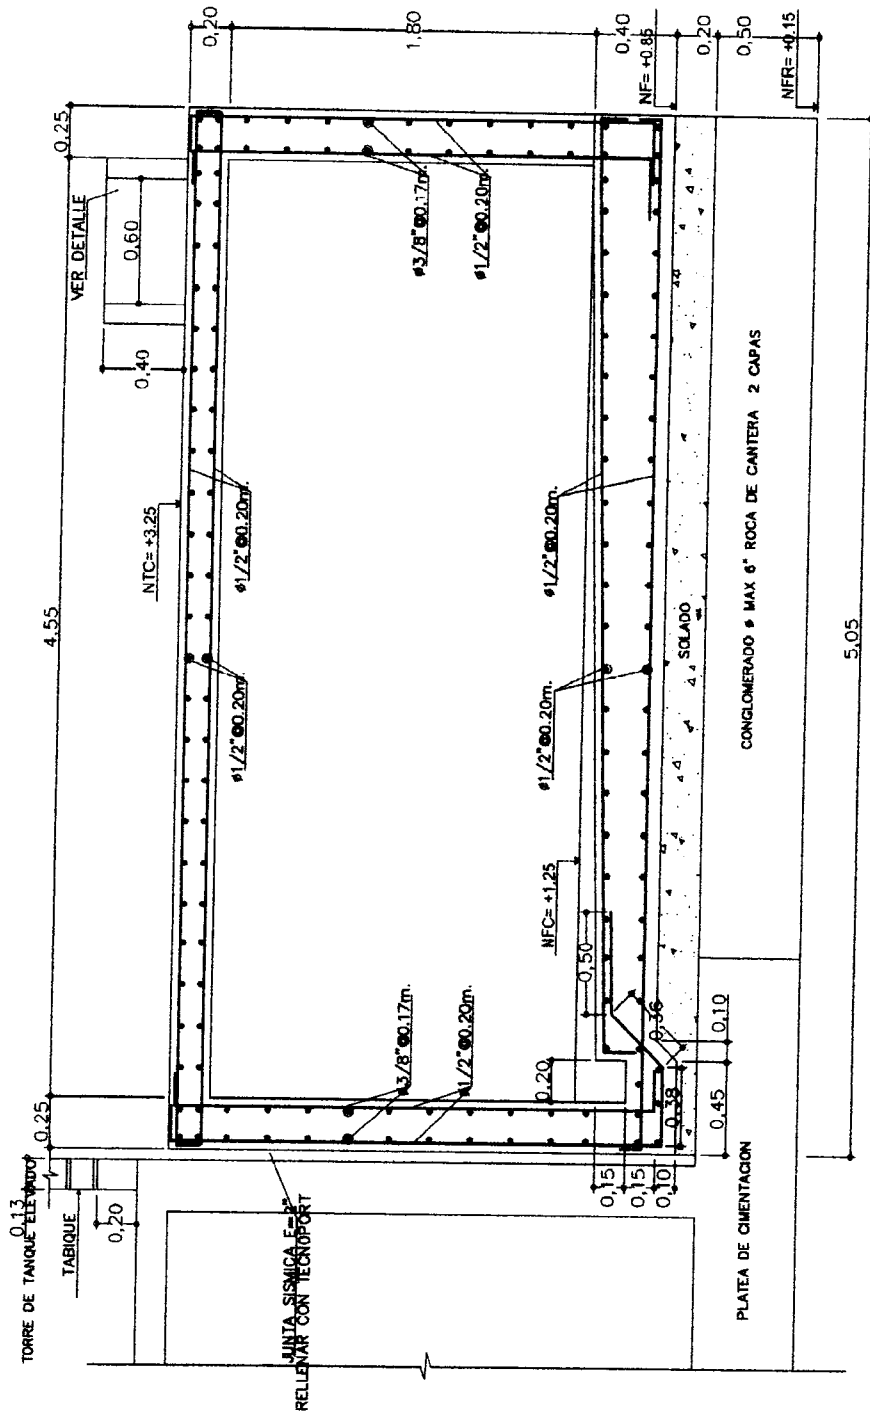 0,20
1,80
0,40
0,20
0,50
NF= +0.85
NFR= +0.15
0,25
4,55
0,25
VER DETALLE
0,60
0,40
NTC= +3.25
ø3/8"@0.17m.
ø1/2"@0.20m.
ø1/2"@0.20m.
ø1/2"@0.20m.
ø1/2"@0.20m.
ø1/2"@0.20m.
NFC= +1.25
SOLADO
CONGLOMERADO ø MAX 6" ROCA DE CANTERA 2 CAPAS
5,05
0,50
0,36
0,10
ø3/8"@0.17m.
ø1/2"@0.20m.
0,20
0,38
0,45
0,15
0,15
0,10
PLATEA DE CIMENTACION
0,13
TORRE DE TANQUE ELEVADO
TABIQUE
0,20
JUNTA SISMICA E=2"
RELLENAR CON TECNOPORT